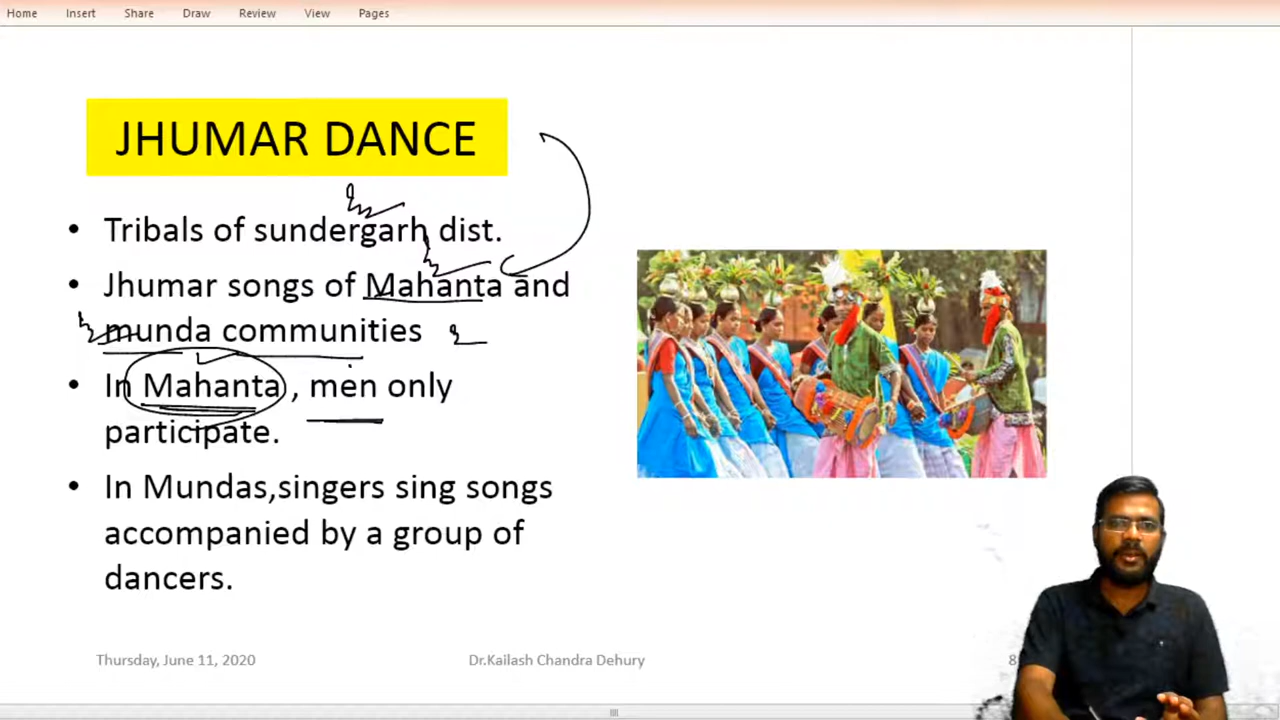 Home Insert Share Draw Review View Pages
JHUMAR DANCE
• Tribals of sundergarh dist.
• Jhumar songs of Mahanta and
munda communities
• In Mahanta , men only
participate.
• In Mundas,singers sing songs
accompanied by a group of
dancers.
Thursday, June 11, 2020 Dr.Kailash Chandra Dehury 8